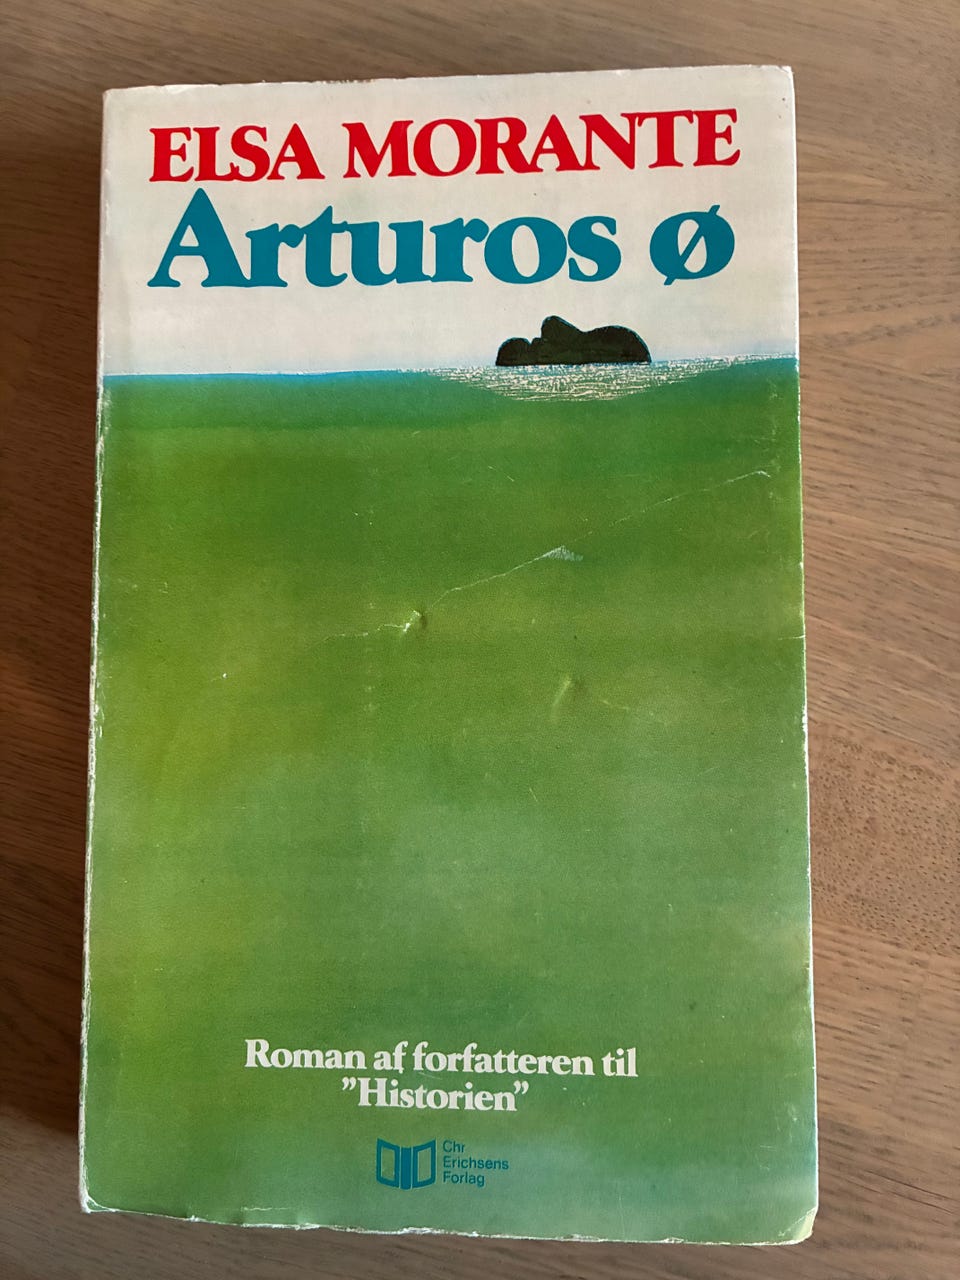 ELSA MORANTE
Arturos ø
Roman af forfatteren til
”Historien”
Chr
Erichsens
Forlag